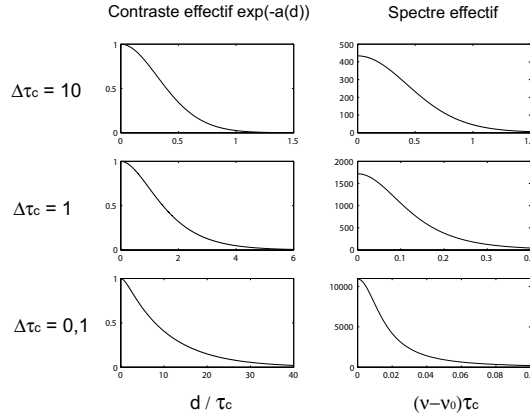 Contraste effectif exp(-a(d)) Spectre effectif
Δτc = 10
1
0.5
0
0 0.5 1 1.5
500
400
300
200
100
0
0 0.5 1
Δτc = 1
1
0.5
0
0 2 4 6
2000
1500
1000
500
0
0 0.1 0.2 0.3
Δτc = 0,1
1
0.5
0
0 10 20 30 40
10000
5000
0
0 0.02 0.04 0.06 0.08
d / τc (ν−ν0)τc